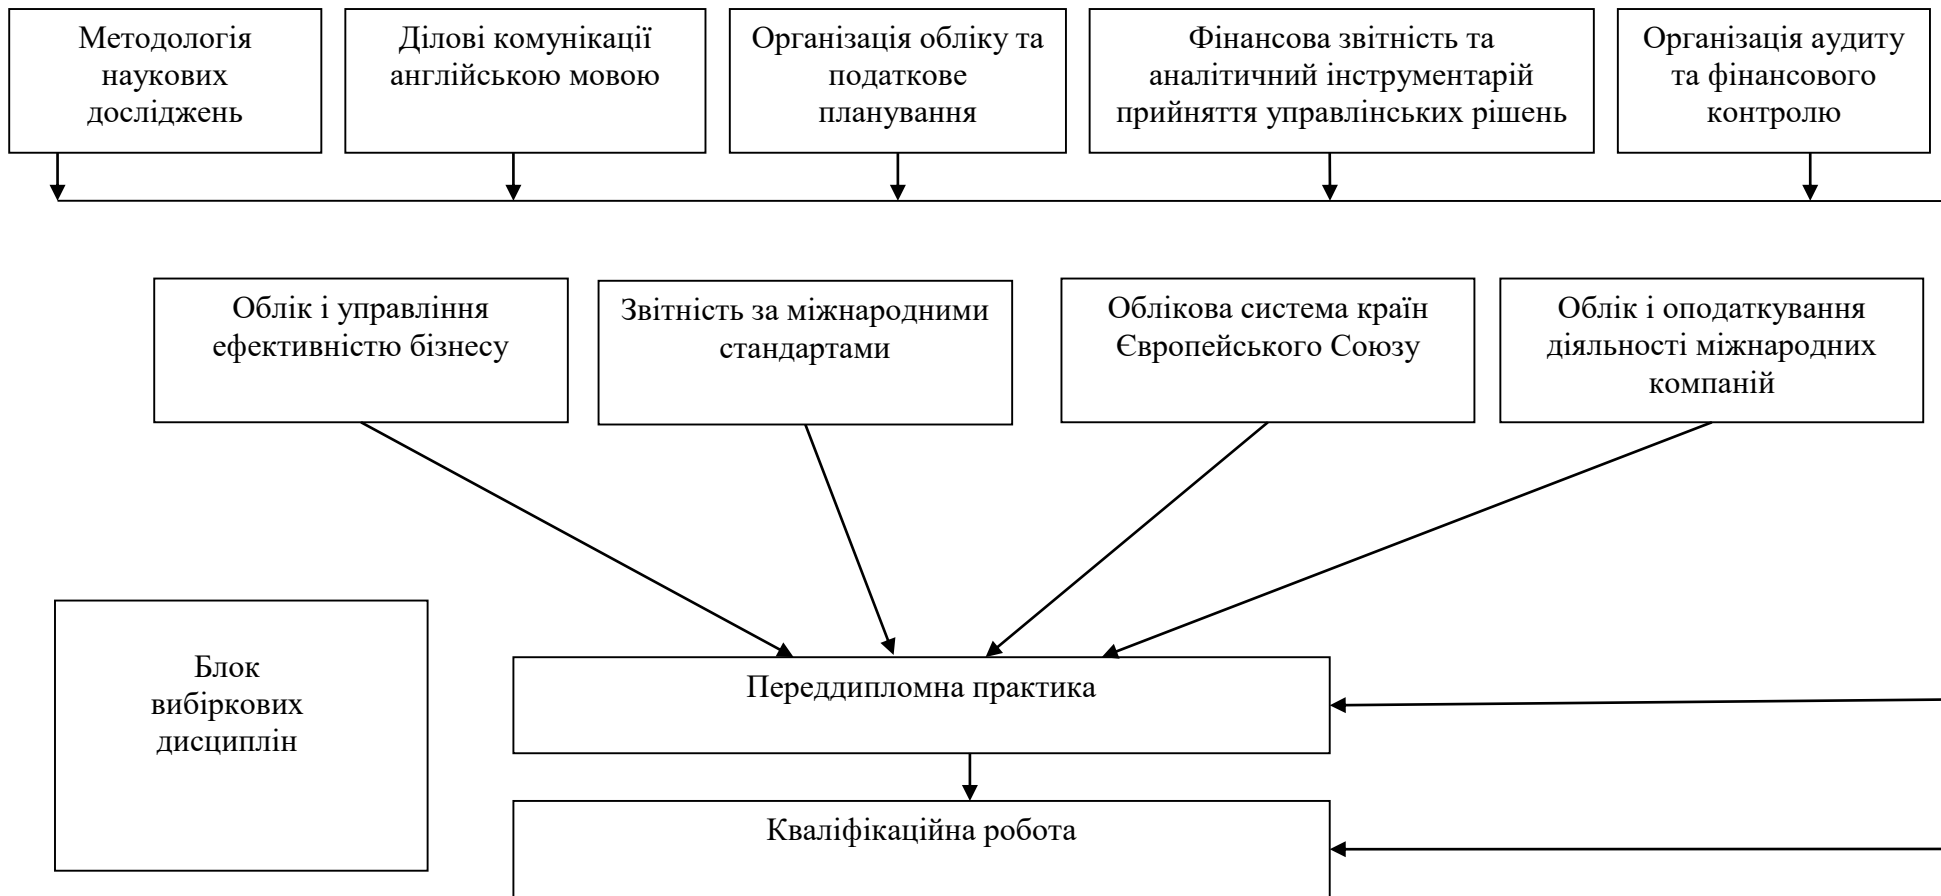 Методологія
наукових
досліджень
Ділові комунікації
англійською мовою
Організація обліку та
податкове
планування
Фінансова звітність та
аналітичний інструментарій
прийняття управлінських рішень
Організація аудиту
та фінансового
контролю
Облік і управління
ефективністю бізнесу
Звітність за міжнародними
стандартами
Облікова система країн
Європейського Союзу
Облік і оподаткування
діяльності міжнародних
компаній
Блок
вибіркових
дисциплін
Переддипломна практика
Кваліфікаційна робота